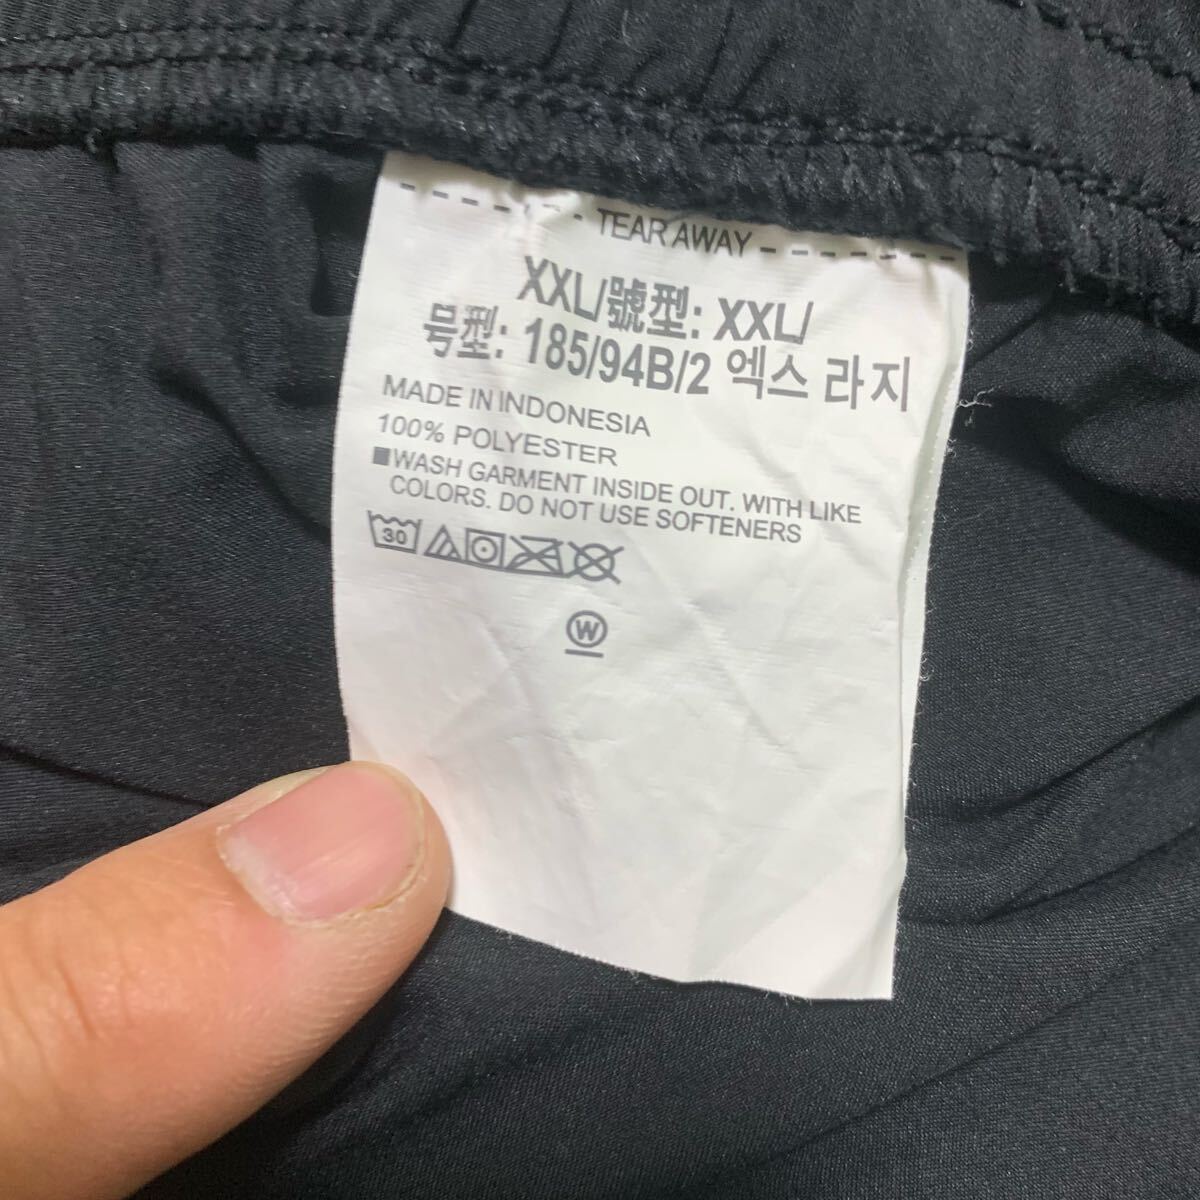 TEAR AWAY
XXL/號型: XXL/
号型: 185/94B/2 엑스 라지
MADE IN INDONESIA
100% POLYESTER
■WASH GARMENT INSIDE OUT. WITH LIKE
COLORS. DO NOT USE SOFTENERS
30
W